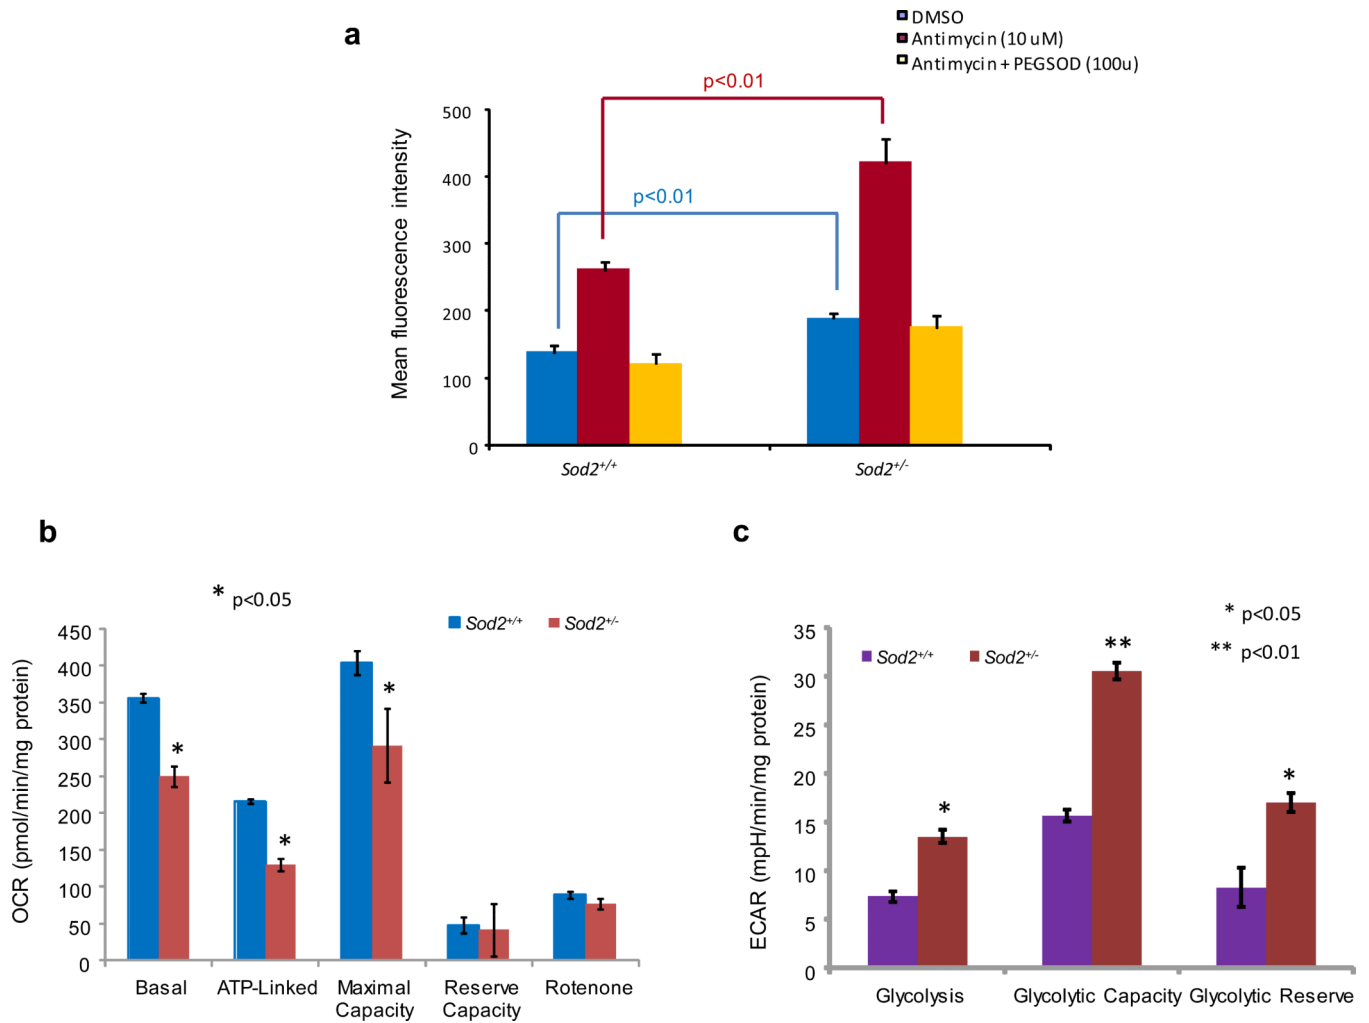 a
DMSO
Antimycin (10 uM)
Antimycin + PEGSOD (100u)
p<0.01
p<0.01
Mean fluorescence intensity
500
400
300
200
100
0
Sod2+/+
Sod2+/-
b
* p<0.05
Sod2+/+
Sod2+/-
OCR (pmol/min/mg protein)
450
400
350
300
250
200
150
100
50
0
*
*
*
Basal
ATP-Linked
Maximal
Capacity
Reserve
Capacity
Rotenone
c
* p<0.05
** p<0.01
Sod2+/+
Sod2+/-
ECAR (mpH/min/mg protein)
35
30
25
20
15
10
5
0
*
**
*
Glycolysis
Glycolytic Capacity
Glycolytic Reserve